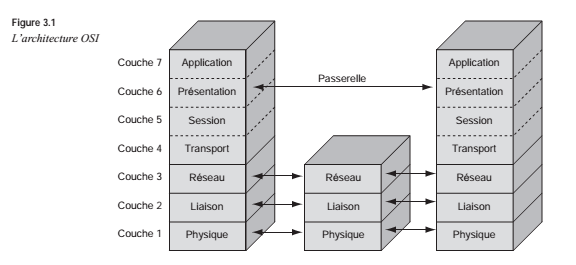 Figure 3.1
L'architecture OSI
Couche 7 Application Application
Couche 6 Présentation Passerelle Présentation
Couche 5 Session Session
Couche 4 Transport Transport
Couche 3 Réseau Réseau Réseau
Couche 2 Liaison Liaison Liaison
Couche 1 Physique Physique Physique